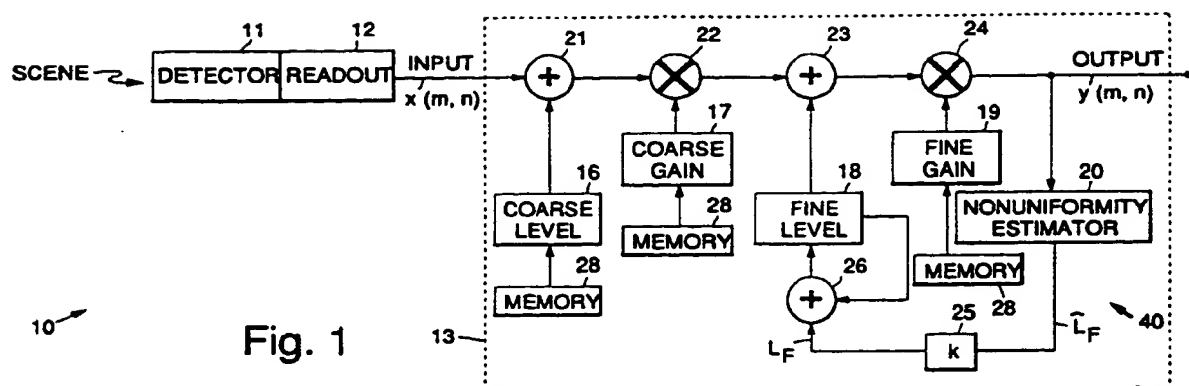 11
12
21
22
23
24
SCENE
DETECTOR
READOUT
INPUT
x (m, n)
+
+
OUTPUT
y (m, n)
17
COARSE
GAIN
19
FINE
GAIN
16
COARSE
LEVEL
18
FINE
LEVEL
20
NONUNIFORMITY
ESTIMATOR
28
MEMORY
28
MEMORY
26
+
MEMORY
28
10
Fig. 1
13
L_F
25
k
L̂_F
40